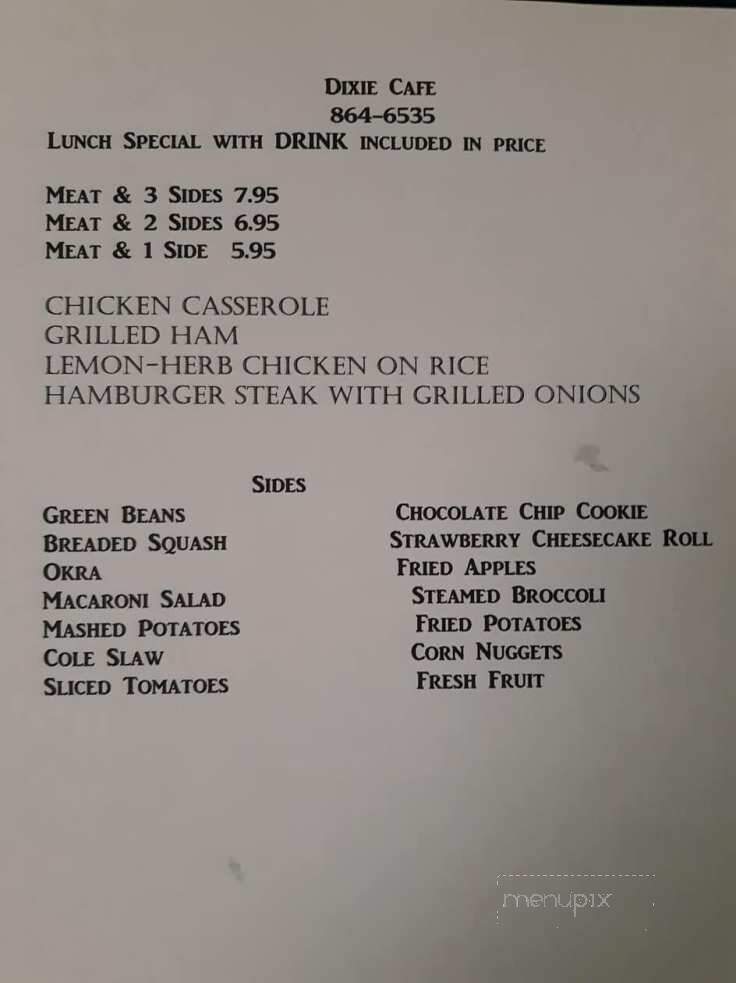 Dixie Cafe
864-6535
Lunch Special with DRINK included in price
Meat & 3 Sides 7.95
Meat & 2 Sides 6.95
Meat & 1 Side 5.95
CHICKEN CASSEROLE
GRILLED HAM
LEMON-HERB CHICKEN ON RICE
HAMBURGER STEAK WITH GRILLED ONIONS
Sides
Green Beans
Breaded Squash
Okra
Macaroni Salad
Mashed Potatoes
Cole Slaw
Sliced Tomatoes
Chocolate Chip Cookie
Strawberry Cheesecake Roll
Fried Apples
Steamed Broccoli
Fried Potatoes
Corn Nuggets
Fresh Fruit
menupix